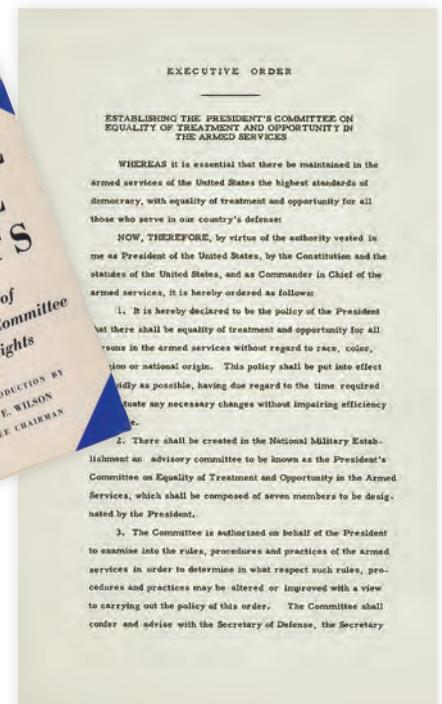 of
Committee
ights
ODUCTION BY
E. WILSON
EE CHAIRMAN
EXECUTIVE ORDER
ESTABLISHING THE PRESIDENT'S COMMITTEE ON
EQUALITY OF TREATMENT AND OPPORTUNITY IN
THE ARMED SERVICES
WHEREAS it is essential that there be maintained in the
armed services of the United States the highest standards of
democracy, with equality of treatment and opportunity for all
those who serve in our country's defense:
NOW, THEREFORE, by virtue of the authority vested in
me as President of the United States, by the Constitution and the
statutes of the United States, and as Commander in Chief of the
armed services, it is hereby ordered as follows:
1. It is hereby declared to be the policy of the President
hat there shall be equality of treatment and opportunity for all
rsons in the armed services without regard to race, color,
gion or national origin. This policy shall be put into effect
idly as possible, having due regard to the time required
tuate any necessary changes without impairing efficiency
e.
2. There shall be created in the National Military Estab-
lishment an advisory committee to be known as the President's
Committee on Equality of Treatment and Opportunity in the Armed
Services, which shall be composed of seven members to be desig-
nated by the President.
3. The Committee is authorized on behalf of the President
to examine into the rules, procedures and practices of the armed
services in order to determine in what respect such rules, pro-
cedures and practices may be altered or improved with a view
to carrying out the policy of this order. The Committee shall
confer and advise with the Secretary of Defense, the Secretary